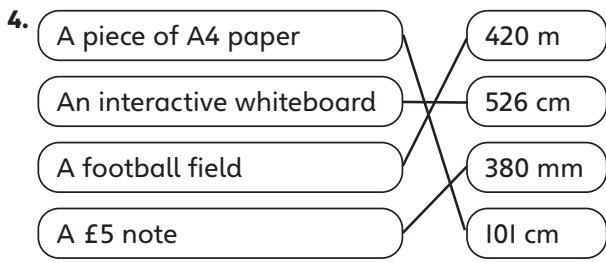 4.
A piece of A4 paper 420 m
An interactive whiteboard 526 cm
A football field 380 mm
A £5 note 101 cm